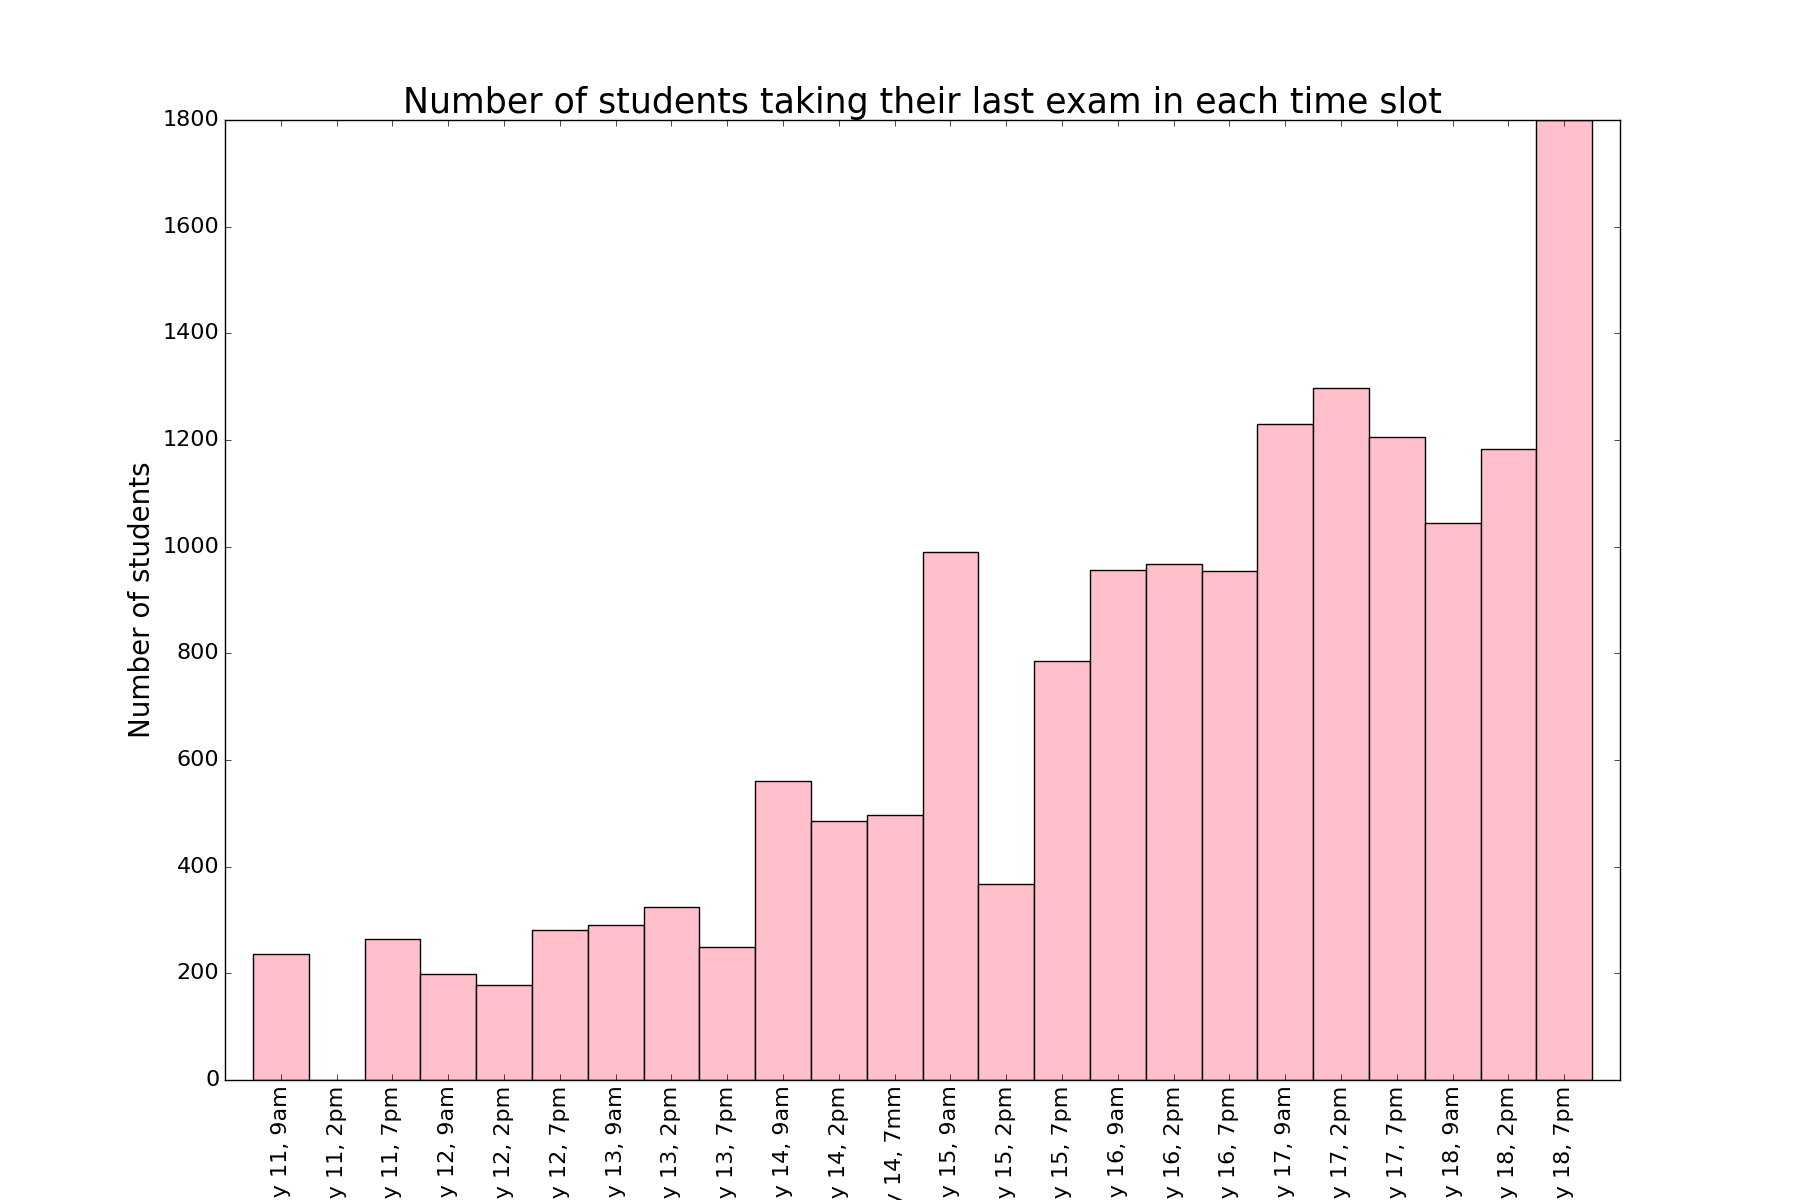 Number of students taking their last exam in each time slot
1800
1600
1400
1200
1000
800
600
400
200
0
Number of students
y 11, 9am
y 11, 2pm
y 11, 7pm
y 12, 9am
y 12, 2pm
y 12, 7pm
y 13, 9am
y 13, 2pm
y 13, 7pm
y 14, 9am
y 14, 2pm
y 14, 7mm
y 15, 9am
y 15, 2pm
y 15, 7pm
y 16, 9am
y 16, 2pm
y 16, 7pm
y 17, 9am
y 17, 2pm
y 17, 7pm
y 18, 9am
y 18, 2pm
y 18, 7pm